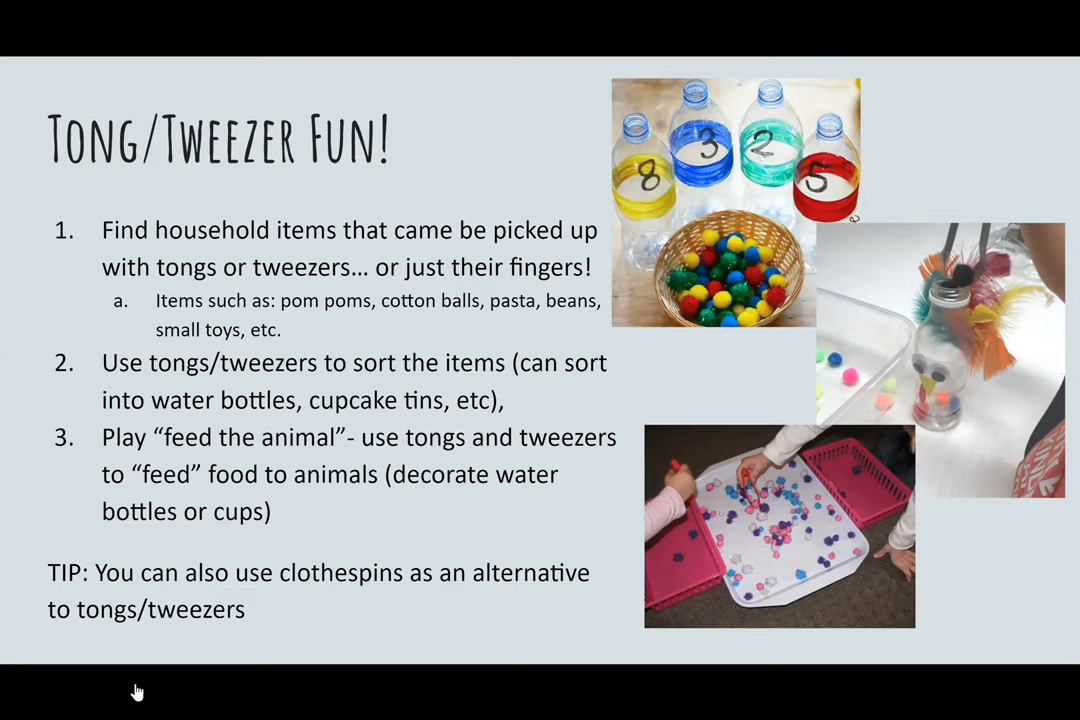 TONG/TWEEZER FUN!
1. Find household items that came be picked up
with tongs or tweezers... or just their fingers!
a. Items such as: pom poms, cotton balls, pasta, beans,
small toys, etc.
2. Use tongs/tweezers to sort the items (can sort
into water bottles, cupcake tins, etc),
3. Play “feed the animal”- use tongs and tweezers
to “feed” food to animals (decorate water
bottles or cups)
TIP: You can also use clothespins as an alternative
to tongs/tweezers
8
3
2
5